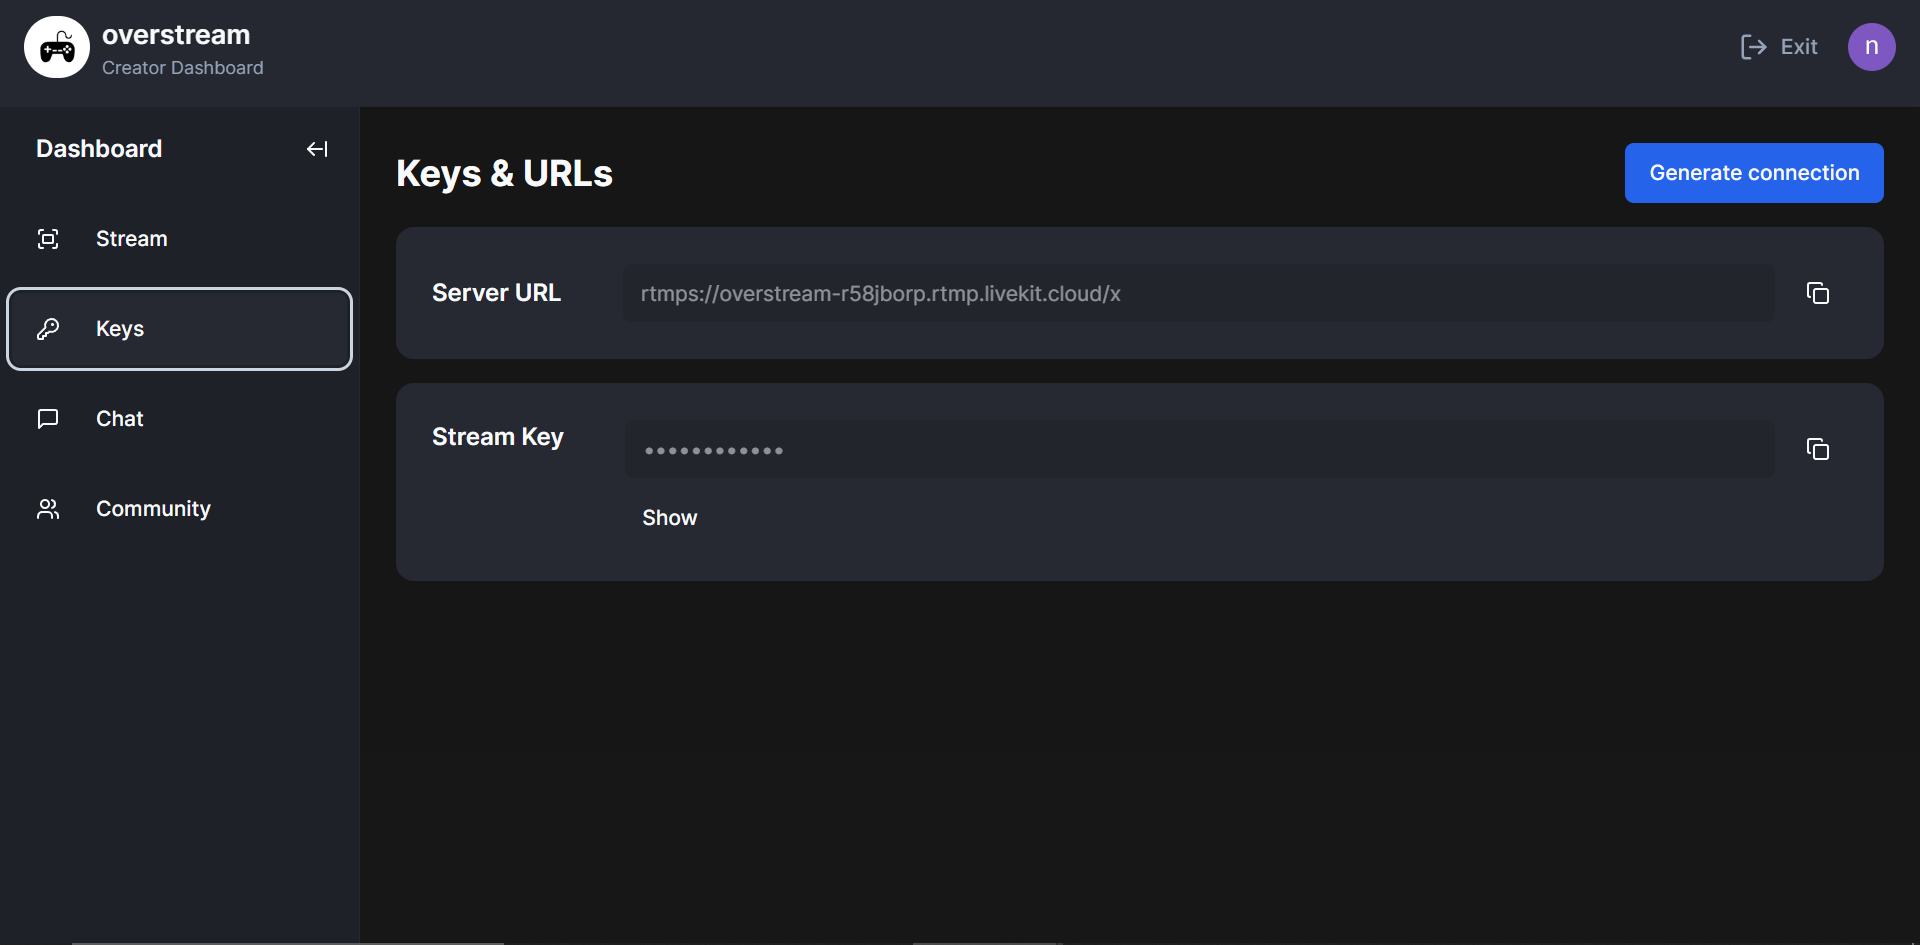 overstream
Creator Dashboard
Exit
n
Dashboard
Stream
Keys
Chat
Community
Keys & URLs
Generate connection
Server URL
rtmps://overstream-r58jborp.rtmp.livekit.cloud/x
Stream Key
••••••••••••
Show